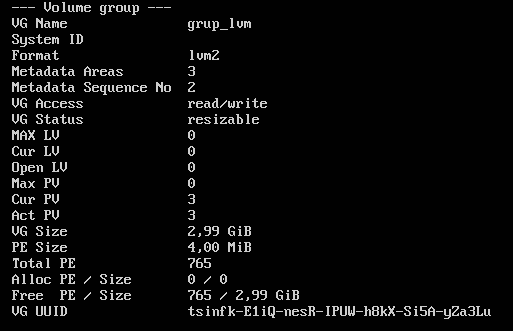 --- Volume group ---
VG Name grup_lvm
System ID
Format lvm2
Metadata Areas 3
Metadata Sequence No 2
VG Access read/write
VG Status resizable
MAX LV 0
Cur LV 0
Open LV 0
Max PV 0
Cur PV 3
Act PV 3
VG Size 2,99 GiB
PE Size 4,00 MiB
Total PE 765
Alloc PE / Size 0 / 0
Free  PE / Size 765 / 2,99 GiB
VG UUID tsinfk-E1iQ-nesR-IPUW-h8kX-Si5A-yZa3Lu